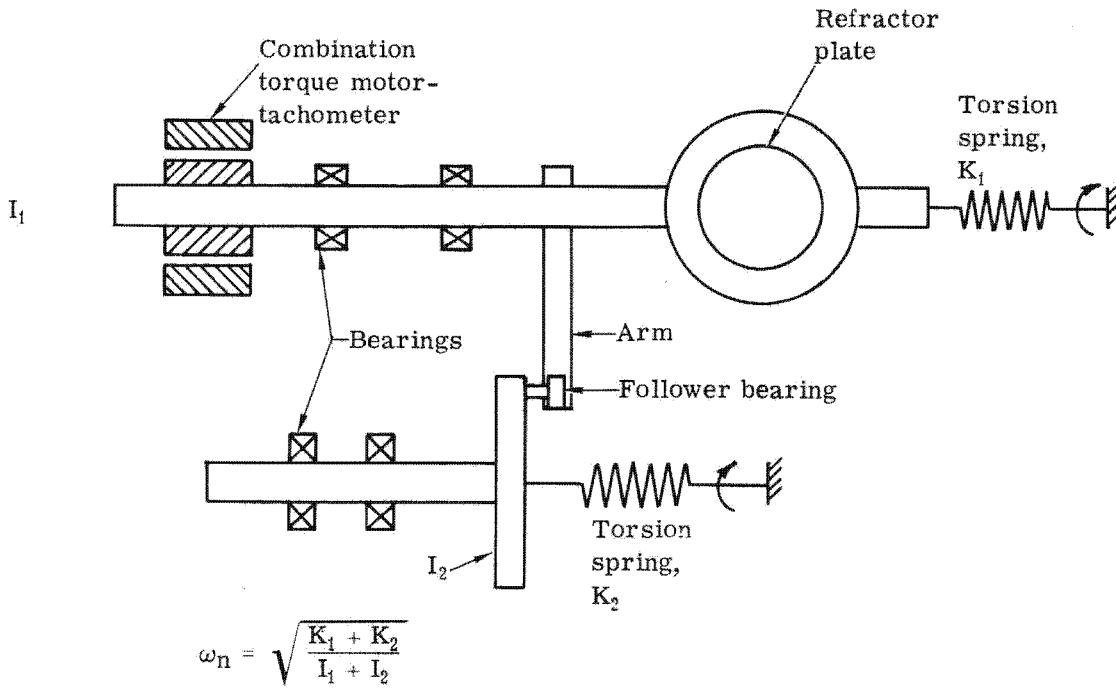 Combination
torque motor-
tachometer
Refractor
plate
Torsion
spring,
K₁
I₁
Bearings
Arm
Follower bearing
I₂
Torsion
spring,
K₂
ωn = √((K₁ + K₂)/(I₁ + I₂))